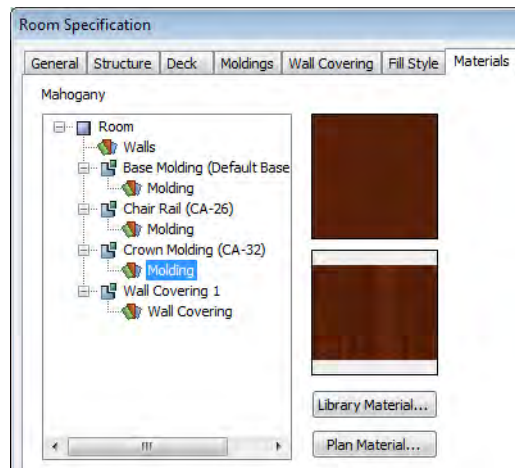 Room Specification
General Structure Deck Moldings Wall Covering Fill Style Materials
Mahogany
Room
Walls
Base Molding (Default Base
Molding
Chair Rail (CA-26)
Molding
Crown Molding (CA-32)
Molding
Wall Covering 1
Wall Covering
Library Material...
Plan Material...